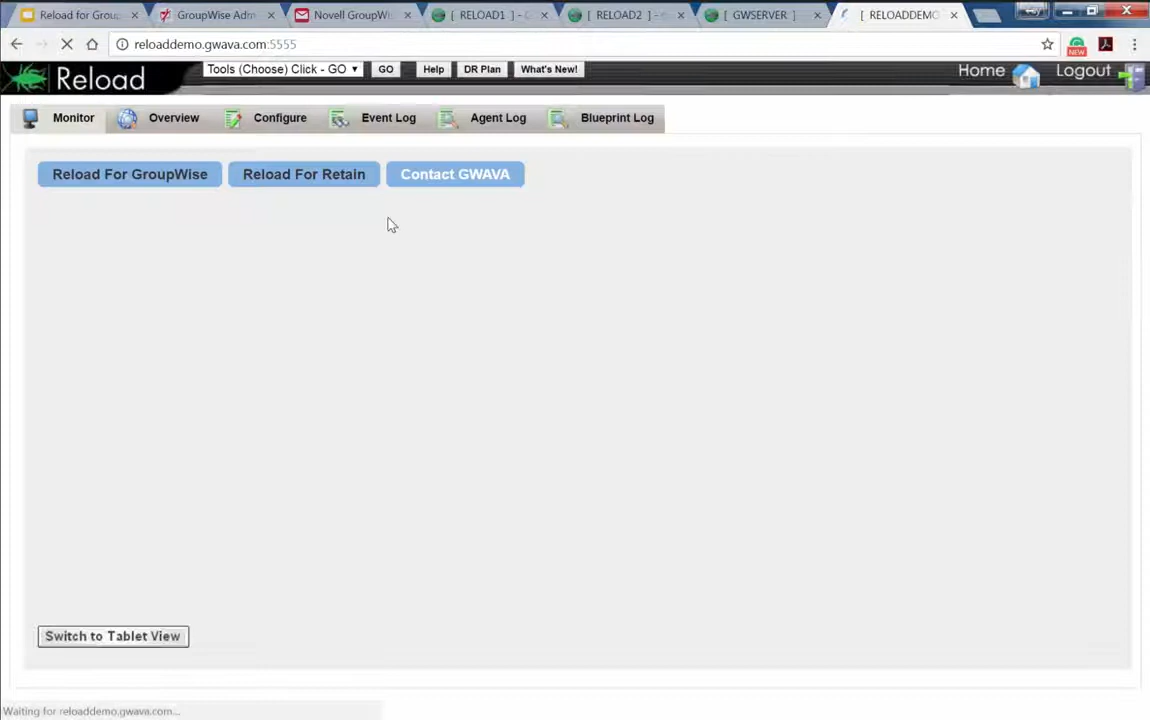 Reload for Grou
GroupWise Adm
Novell GroupWi
[ RELOAD1 ] - G
[ RELOAD2 ] -
[ GWSERVER ]
[ RELOADDEMO
reloaddemo.gwava.com:5555
NEW
Reload
Tools (Choose) Click - GO
GO
Help
DR Plan
What's New!
Home
Logout
Monitor
Overview
Configure
Event Log
Agent Log
Blueprint Log
Reload For GroupWise
Reload For Retain
Contact GWAVA
Switch to Tablet View
Waiting for reloaddemo.gwava.com...